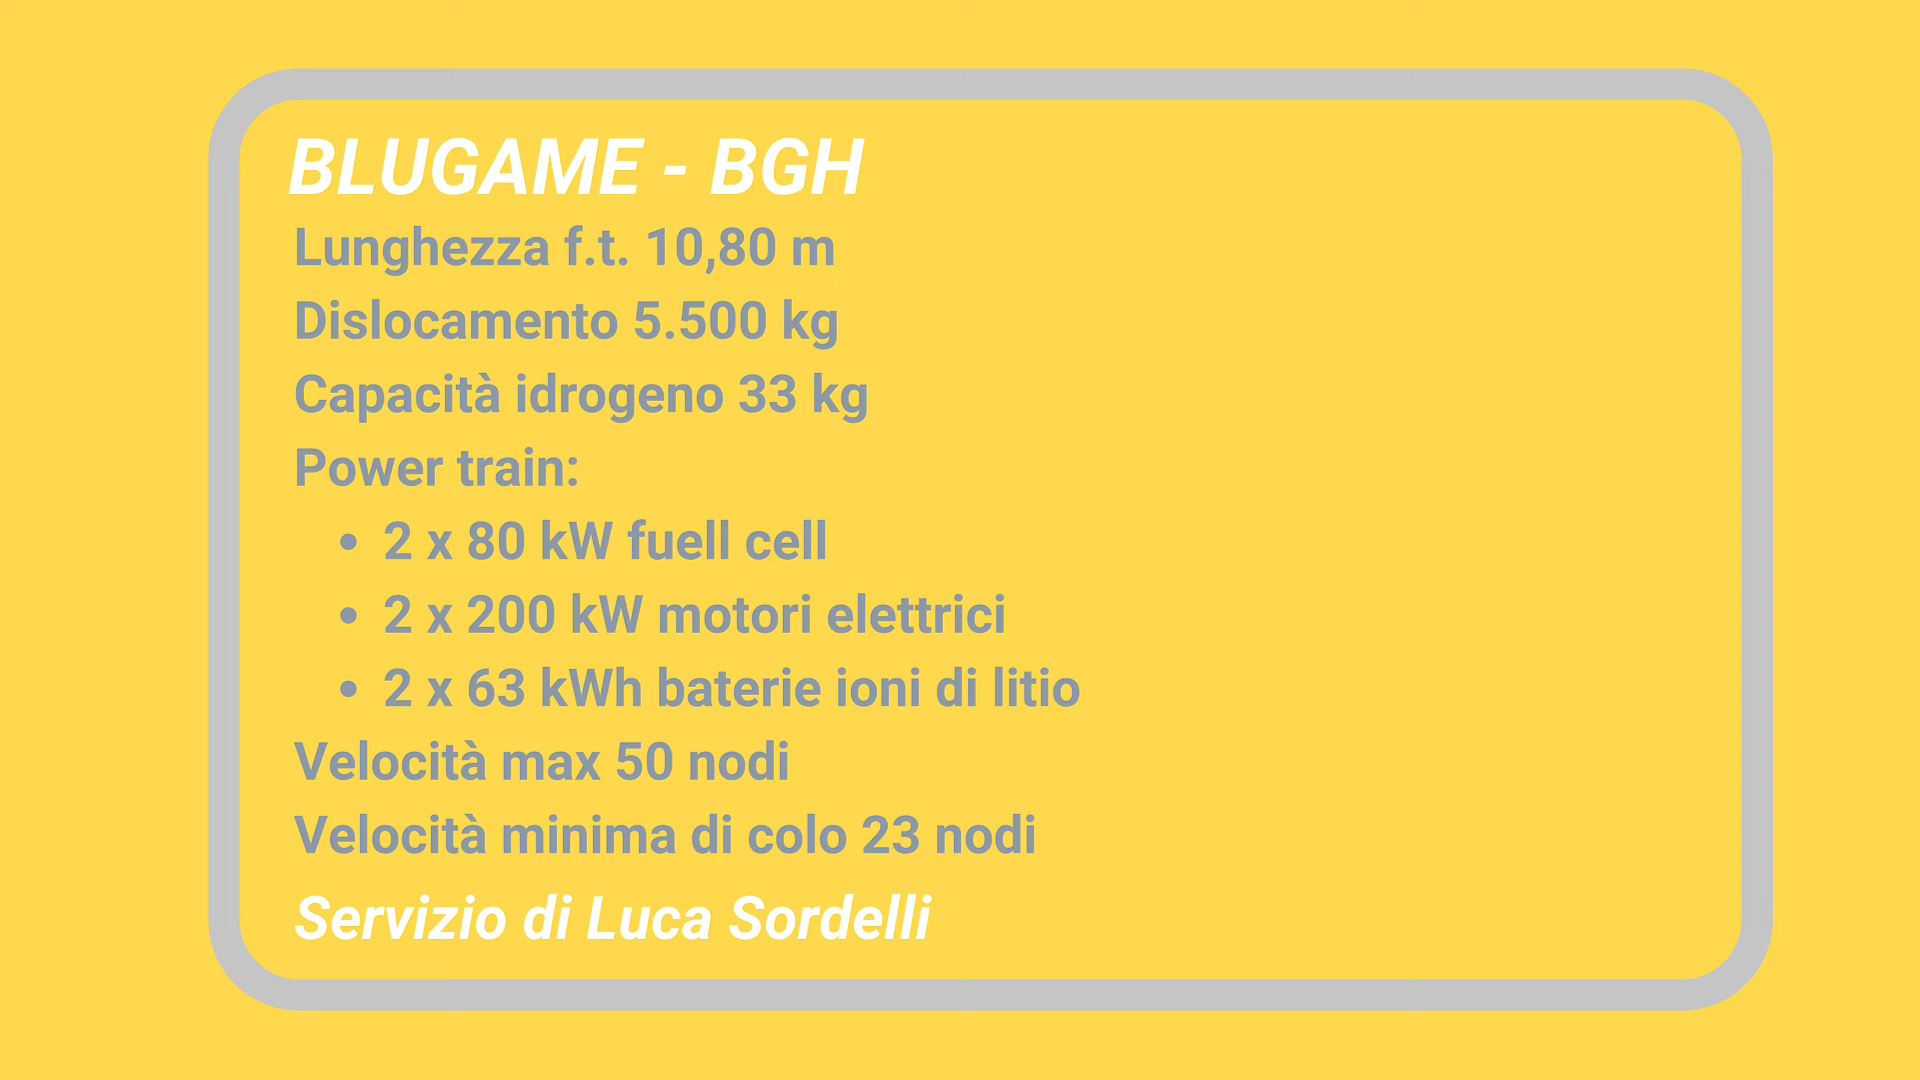 BLUGAME - BGH
Lunghezza f.t. 10,80 m
Dislocamento 5.500 kg
Capacità idrogeno 33 kg
Power train:
• 2 x 80 kW fuell cell
• 2 x 200 kW motori elettrici
• 2 x 63 kWh baterie ioni di litio
Velocità max 50 nodi
Velocità minima di colo 23 nodi
Servizio di Luca Sordelli